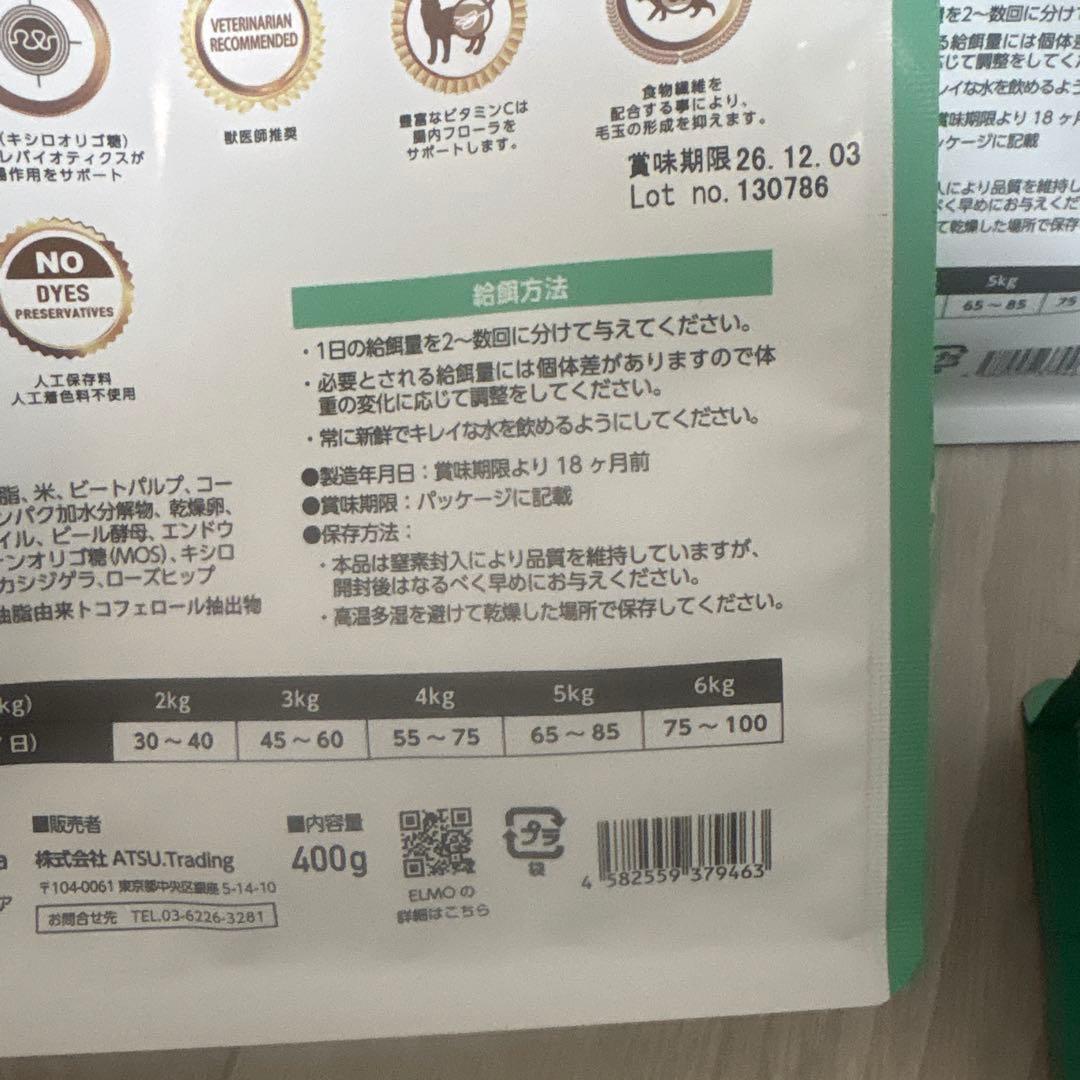 (キシロオリゴ糖)
レバイオティクスが
作用をサポート
VETERINARIAN
RECOMMENDED
獣医師推奨
豊富なビタミンCは
腸内フローラを
サポートします。
食物繊維を
配合する事により、
毛玉の形成を抑えます。
賞味期限26.12.03
Lot no.130786
NO
DYES
PRESERVATIVES
人工保存料
人工着色料不使用
給餌方法
・1日の給餌量を2〜数回に分けて与えてください。
・必要とされる給餌量には個体差がありますので体
重の変化に応じて調整をしてください。
・常に新鮮でキレイな水を飲めるようにしてください。
●製造年月日：賞味期限より18ヶ月前
●賞味期限：パッケージに記載
●保存方法：
・本品は窒素封入により品質を維持していますが、
開封後はなるべく早めにお与えください。
・高温多湿を避けて乾燥した場所で保存してください。
脂、米、ビートパルプ、コー
ンパク加水分解物、乾燥卵、
イル、ビール酵母、エンドウ
ンオリゴ糖(MOS)、キシロ
カシジゲラ、ローズヒップ
油脂由来トコフェロール抽出物
kg) 2kg 3kg 4kg 5kg 6kg
日) 30〜40 45〜60 55〜75 65〜85 75〜100
■販売者
株式会社 ATSU.Trading
〒104-0061 東京都中央区銀座5-14-10
お問合せ先 TEL.03-6226-3281
■内容量
400g
ELMOの
詳細はこちら
プラ
袋
4 582559 379463
を2〜数回に分け
る給餌量には個体
じて調整をしてく
レイな水を飲めるよ
賞味期限より18ヶ
ッケージに記載
入により品質を維持し
べく早めにお与えくだ
て乾燥した場所で保存
5kg
65〜85 75